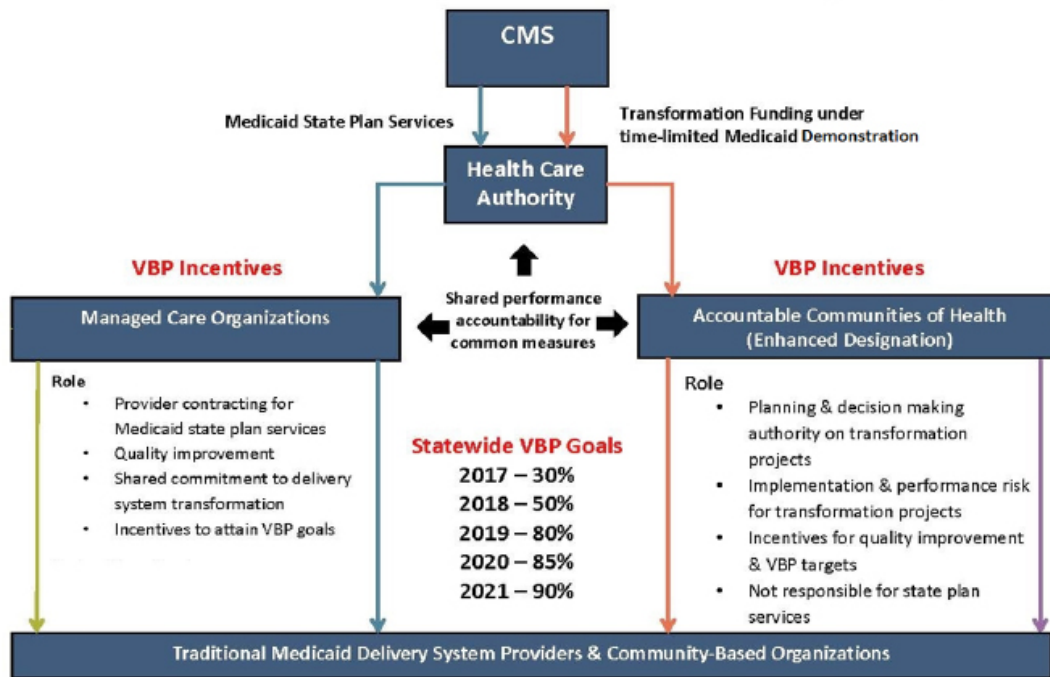 CMS
Medicaid State Plan Services
Transformation Funding under
time-limited Medicaid Demonstration
Health Care
Authority
VBP Incentives
VBP Incentives
Managed Care Organizations
Shared performance
accountability for
common measures
Accountable Communities of Health
(Enhanced Designation)
Role
• Provider contracting for
Medicaid state plan services
• Quality improvement
• Shared commitment to delivery
system transformation
• Incentives to attain VBP goals
Statewide VBP Goals
2017 – 30%
2018 – 50%
2019 – 80%
2020 – 85%
2021 – 90%
Role
• Planning & decision making
authority on transformation
projects
• Implementation & performance risk
for transformation projects
• Incentives for quality improvement
& VBP targets
• Not responsible for state plan
services
Traditional Medicaid Delivery System Providers & Community-Based Organizations